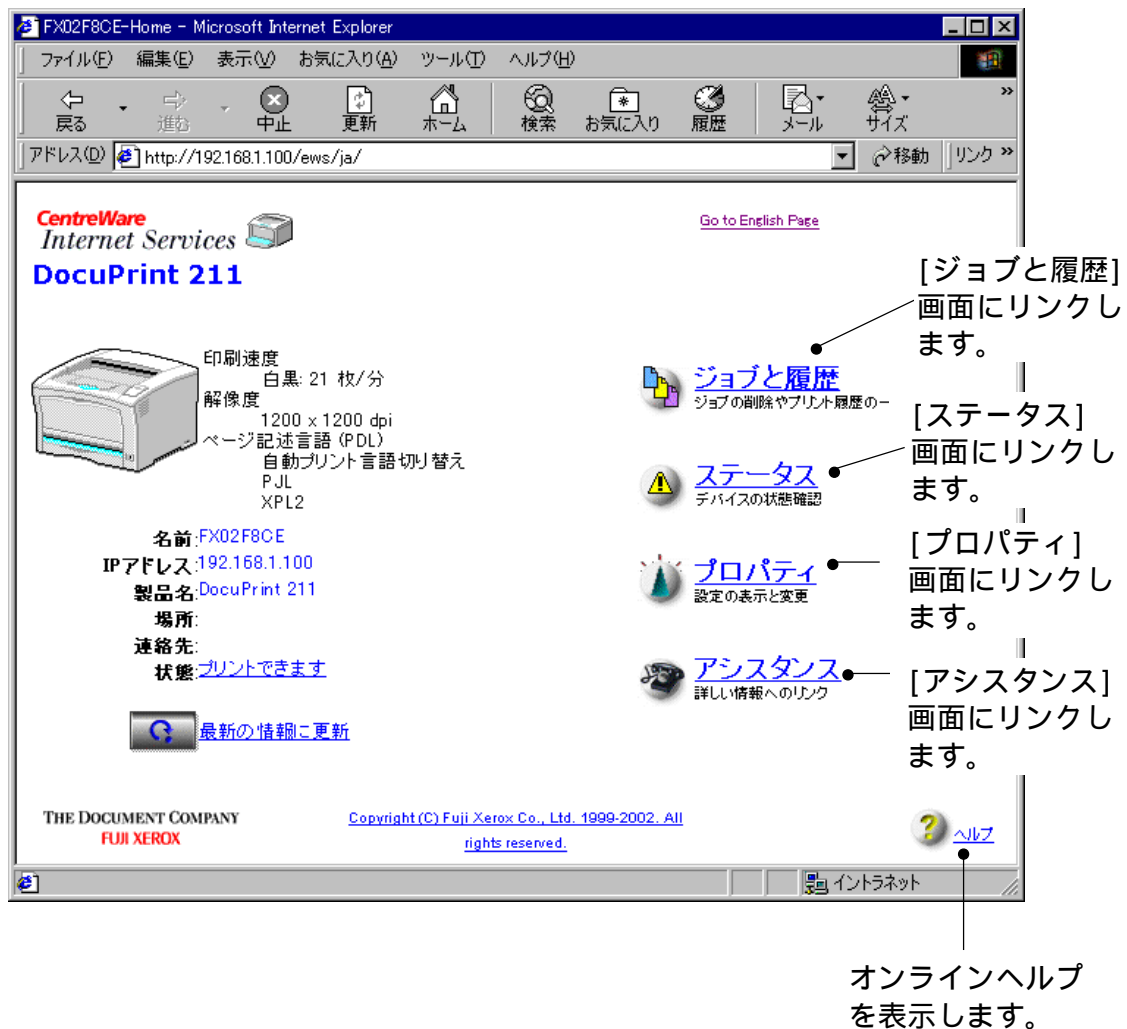 FX02F8CE-Home - Microsoft Internet Explorer
ファイル(F) 編集(E) 表示(V) お気に入り(A) ツール(T) ヘルプ(H)
戻る 進む 中止 更新 ホーム 検索 お気に入り 履歴 メール サイズ »
アドレス(D) http://192.168.1.100/ews/ja/ 移動 リンク »
CentreWare
Internet Services
Go to English Page
DocuPrint 211
[ジョブと履歴]
画面にリンクし
ます。
印刷速度
白黒: 21 枚/分
解像度
1200 x 1200 dpi
ページ記述言語 (PDL)
自動プリント言語切り替え
PJL
XPL2
ジョブと履歴
ジョブの削除やプリント履歴の一
[ステータス]
画面にリンクし
ます。
ステータス
デバイスの状態確認
名前:FX02F8CE
IPアドレス:192.168.1.100
製品名:DocuPrint 211
場所:
連絡先:
状態:プリントできます
最新の情報に更新
[プロパティ]
画面にリンクし
ます。
プロパティ
設定の表示と変更
アシスタンス
詳しい情報へのリンク
[アシスタンス]
画面にリンクし
ます。
THE DOCUMENT COMPANY
FUJI XEROX
Copyright(C) Fuji Xerox Co., Ltd. 1999-2002. All
rights reserved.
ヘルプ
イントラネット
オンラインヘルプ
を表示します。